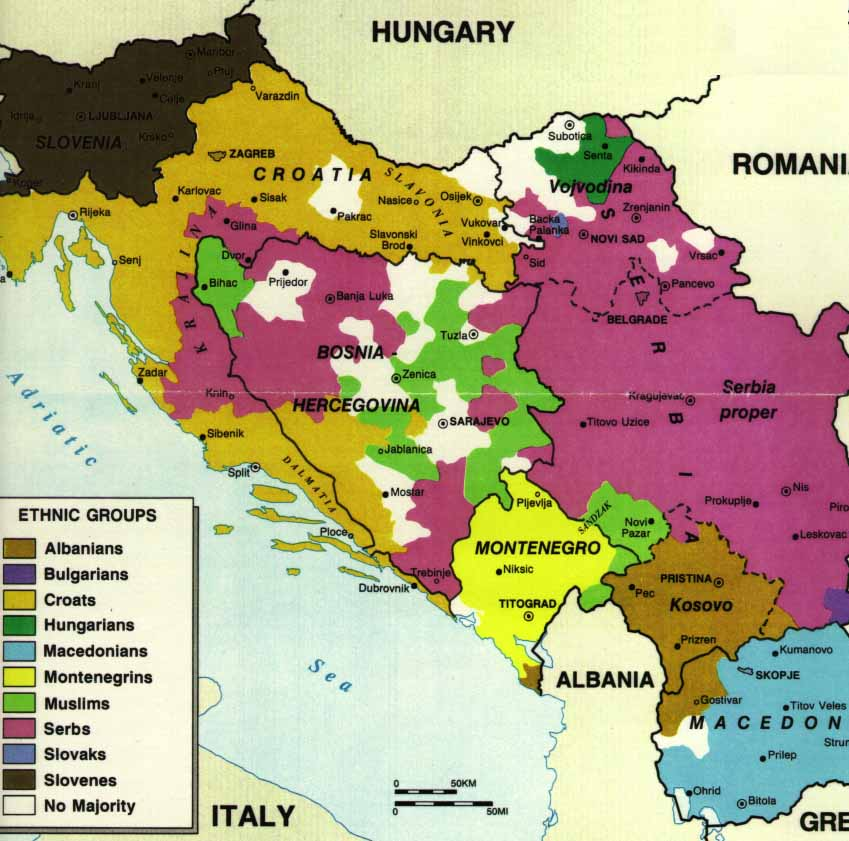 HUNGARY
Maribor
Ptuj
Kranj
Velenje
Celje
Varazdin
Idrija
LJUBLJANA
Subotica
SLOVENIA
Krsko
ZAGREB
Senta
Kikinda
ROMANI
Koper
CROATIA
SLAVONIA
Vojvodina
Karlovac
Sisak
Nasice
Osijek
Zrenjanin
Rijeka
Pakrac
Vukovar
Backa
Palanka
Glina
Slavonski
Brod
Vinkovci
NOVI SAD
Dvor
Senj
Sid
Vrsac
KRAJINA
Bihac
Prijedor
Banja Luka
Pancevo
BELGRADE
SERBIA
Tuzla
BOSNIA -
Zadar
Zenica
Adriatic
Knin
HERCEGOVINA
Kragujevac
Serbia
proper
SARAJEVO
Titovo Uzice
Sibenik
Jablanica
Split
DALMATIA
Mostar
Pljevlja
SANDZAK
Nis
Prokuplje
Piro
Novi
Pazar
Leskovac
Ploce
MONTENEGRO
Trebinje
Niksic
PRISTINA
Dubrovnik
Pec
Kosovo
TITOGRAD
Prizren
Sea
Kumanovo
ALBANIA
SKOPJE
Gostivar
Titov Veles
MACEDON
Strum
Prilep
Ohrid
Bitola
ITALY
GRE
0 50KM
0 50MI
ETHNIC GROUPS
Albanians
Bulgarians
Croats
Hungarians
Macedonians
Montenegrins
Muslims
Serbs
Slovaks
Slovenes
No Majority